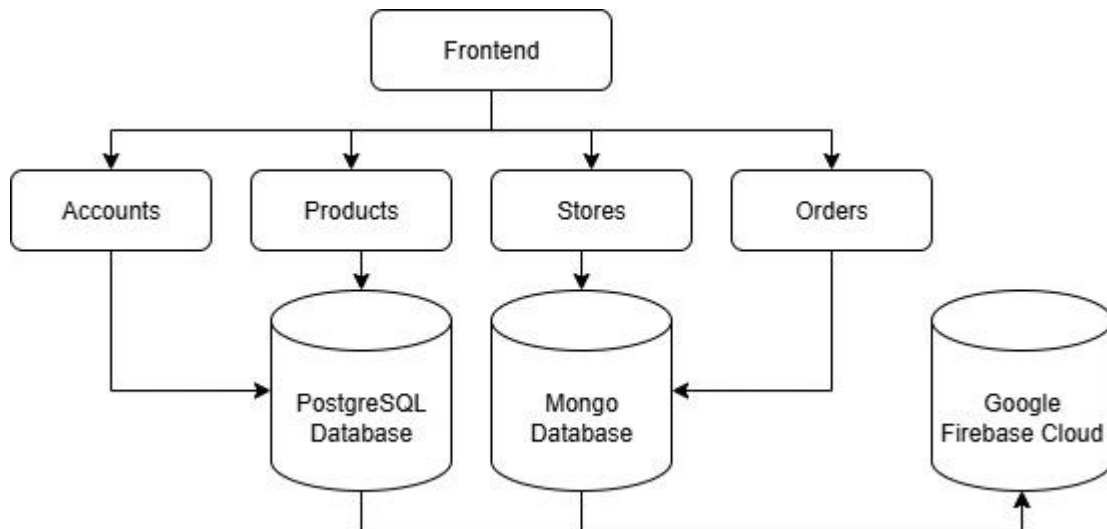 Frontend
Accounts
Products
Stores
Orders
PostgreSQL
Database
Mongo
Database
Google
Firebase Cloud